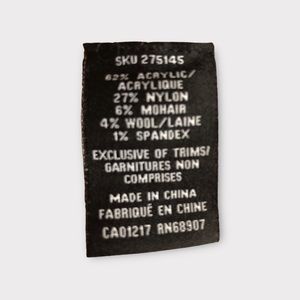 SKU 275145
62% ACRYLIC/
ACRYLIQUE
27% NYLON
6% MOHAIR
4% WOOL/LAINE
1% SPANDEX
EXCLUSIVE OF TRIMS/
GARNITURES NON
COMPRISES
MADE IN CHINA
FABRIQUÉ EN CHINE
CA01217 RN68907